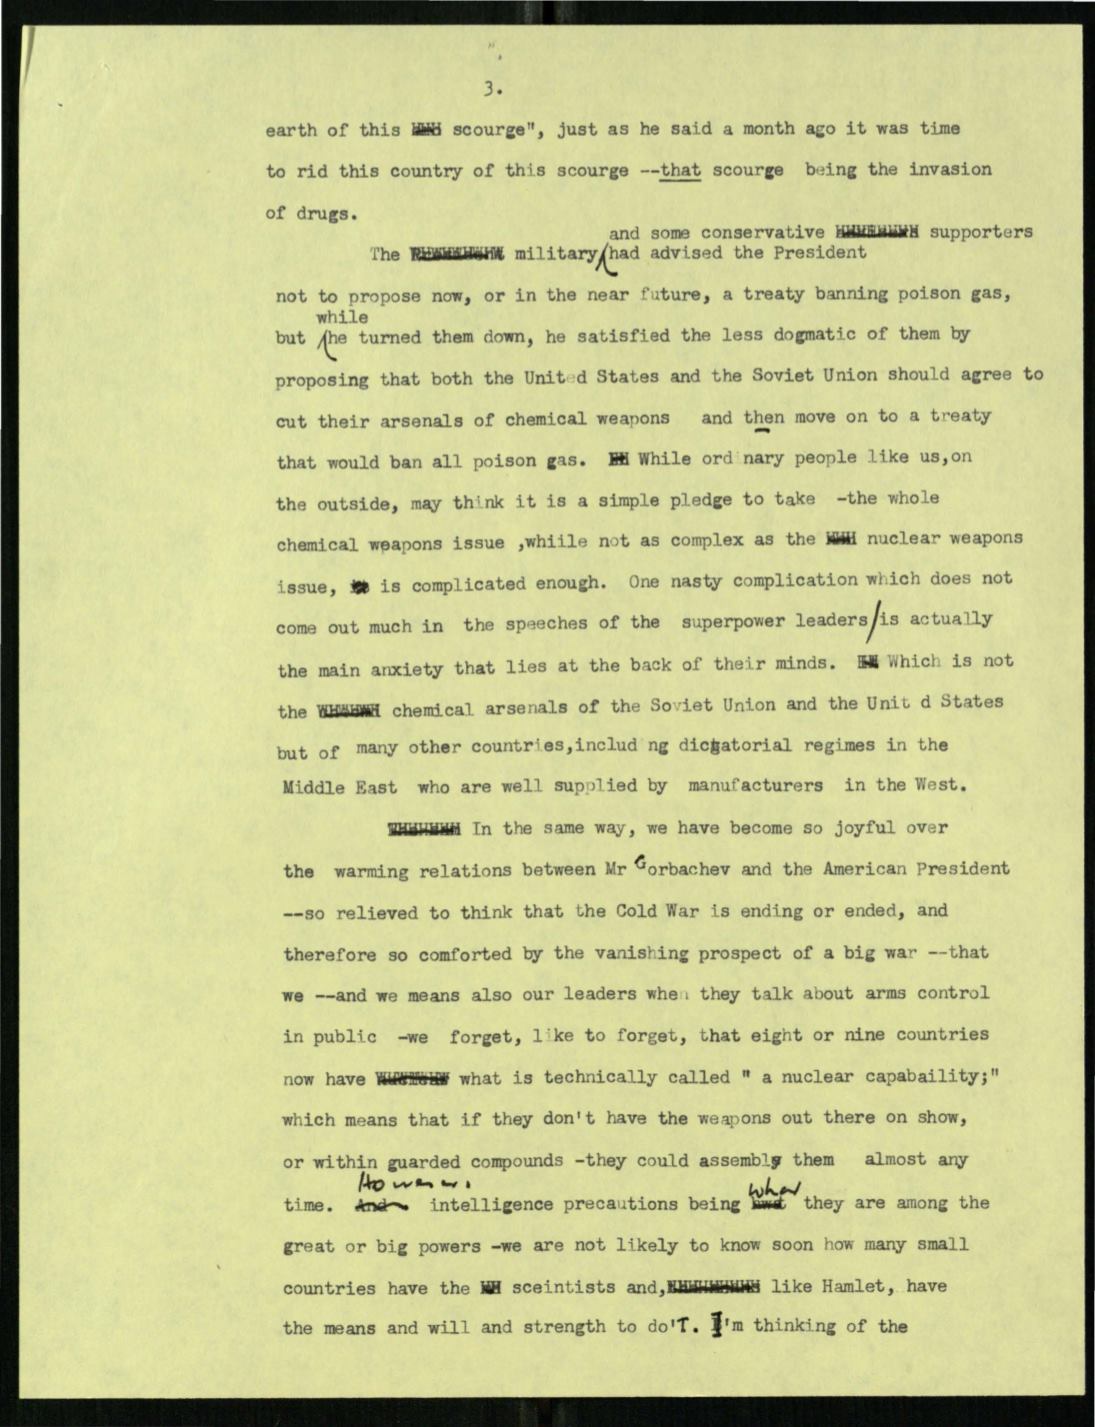 3.
earth of this scourge", just as he said a month ago it was time
to rid this country of this scourge --that scourge being the invasion
of drugs.
and some conservative supporters
The military had advised the President
not to propose now, or in the near future, a treaty banning poison gas,
while
but he turned them down, he satisfied the less dogmatic of them by
proposing that both the United States and the Soviet Union should agree to
cut their arsenals of chemical weapons and then move on to a treaty
that would ban all poison gas. While ord nary people like us,on
the outside, may think it is a simple pledge to take -the whole
chemical weapons issue ,whiile not as complex as the nuclear weapons
issue, is complicated enough. One nasty complication which does not
come out much in the speeches of the superpower leaders/is actually
the main anxiety that lies at the back of their minds. Which is not
the chemical arsenals of the Soviet Union and the Unit d States
but of many other countries,includ ng dictatorial regimes in the
Middle East who are well supplied by manufacturers in the West.
In the same way, we have become so joyful over
the warming relations between Mr Gorbachev and the American President
--so relieved to think that the Cold War is ending or ended, and
therefore so comforted by the vanishing prospect of a big war --that
we --and we means also our leaders when they talk about arms control
in public -we forget, like to forget, that eight or nine countries
now have what is technically called " a nuclear capabaility;"
which means that if they don't have the weapons out there on show,
or within guarded compounds -they could assembly them almost any
However, what
time. And intelligence precautions being they are among the
great or big powers -we are not likely to know soon how many small
countries have the sceintists and, like Hamlet, have
the means and will and strength to do'T. I'm thinking of the